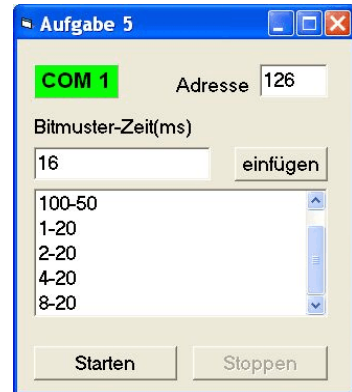 Aufgabe 5
COM 1 Adresse 126
Bitmuster-Zeit(ms)
16 einfügen
100-50
1-20
2-20
4-20
8-20
Starten Stoppen